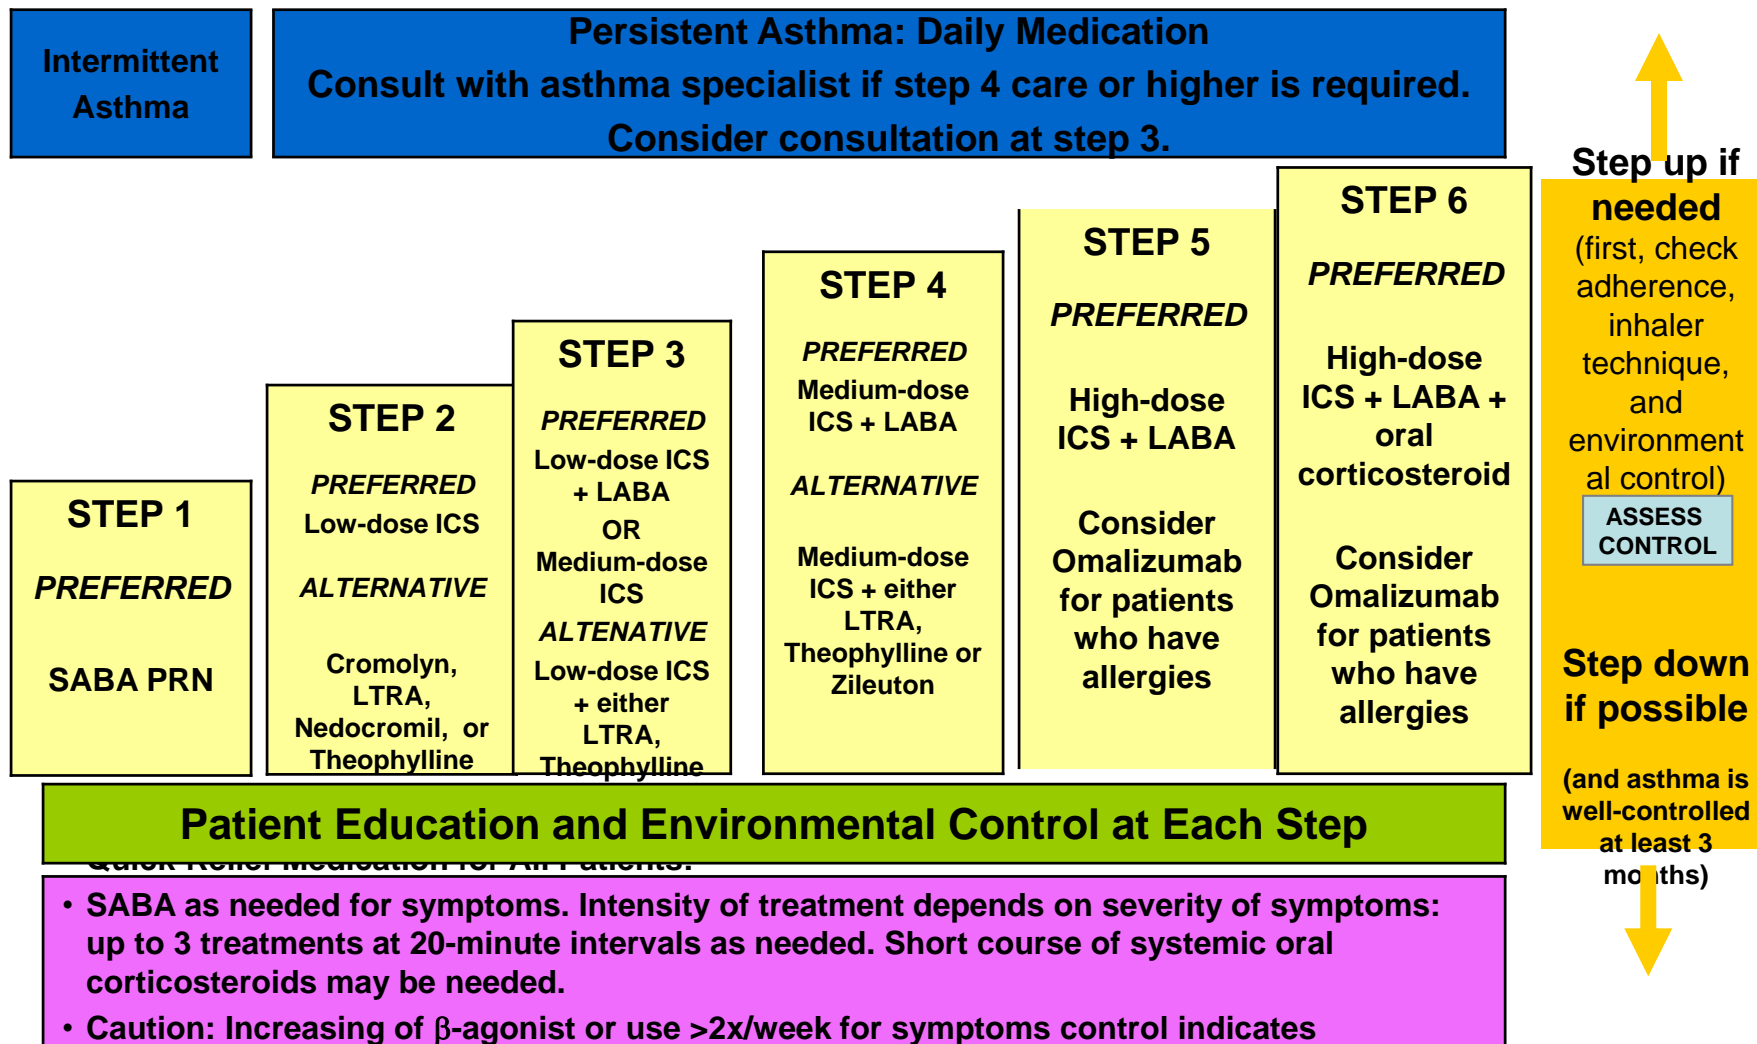 Intermittent
Asthma
Persistent Asthma: Daily Medication
Consult with asthma specialist if step 4 care or higher is required.
Consider consultation at step 3.
STEP 1
PREFERRED
SABA PRN
STEP 2
PREFERRED
Low-dose ICS
ALTERNATIVE
Cromolyn,
LTRA,
Nedocromil, or
Theophylline
STEP 3
PREFERRED
Low-dose ICS
+ LABA
OR
Medium-dose
ICS
ALTENATIVE
Low-dose ICS
+ either
LTRA,
Theophylline
STEP 4
PREFERRED
Medium-dose
ICS + LABA
ALTERNATIVE
Medium-dose
ICS + either
LTRA,
Theophylline or
Zileuton
STEP 5
PREFERRED
High-dose
ICS + LABA
Consider
Omalizumab
for patients
who have
allergies
STEP 6
PREFERRED
High-dose
ICS + LABA +
oral
corticosteroid
Consider
Omalizumab
for patients
who have
allergies
Step up if
needed
(first, check
adherence,
inhaler
technique,
and
environment
al control)
ASSESS
CONTROL
Step down
if possible
(and asthma is
well-controlled
at least 3
months)
Patient Education and Environmental Control at Each Step
Quick-Relief Medication for All Patients:
• SABA as needed for symptoms. Intensity of treatment depends on severity of symptoms:
up to 3 treatments at 20-minute intervals as needed. Short course of systemic oral
corticosteroids may be needed.
• Caution: Increasing of β-agonist or use >2x/week for symptoms control indicates